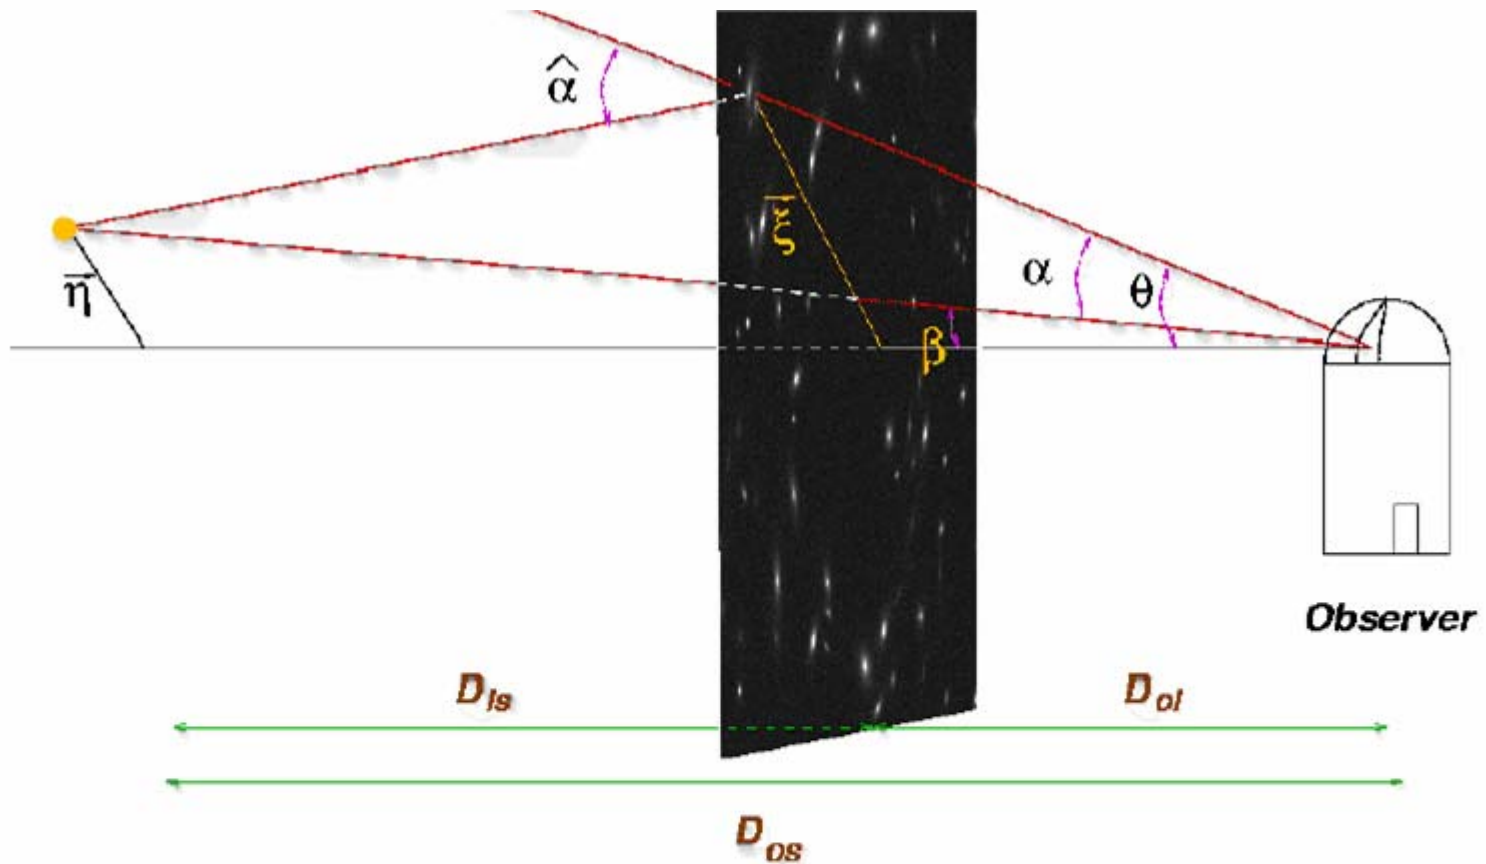 α̂
ξ⃗
η⃗
α
θ
β
Observer
D_ls
D_ol
D_os